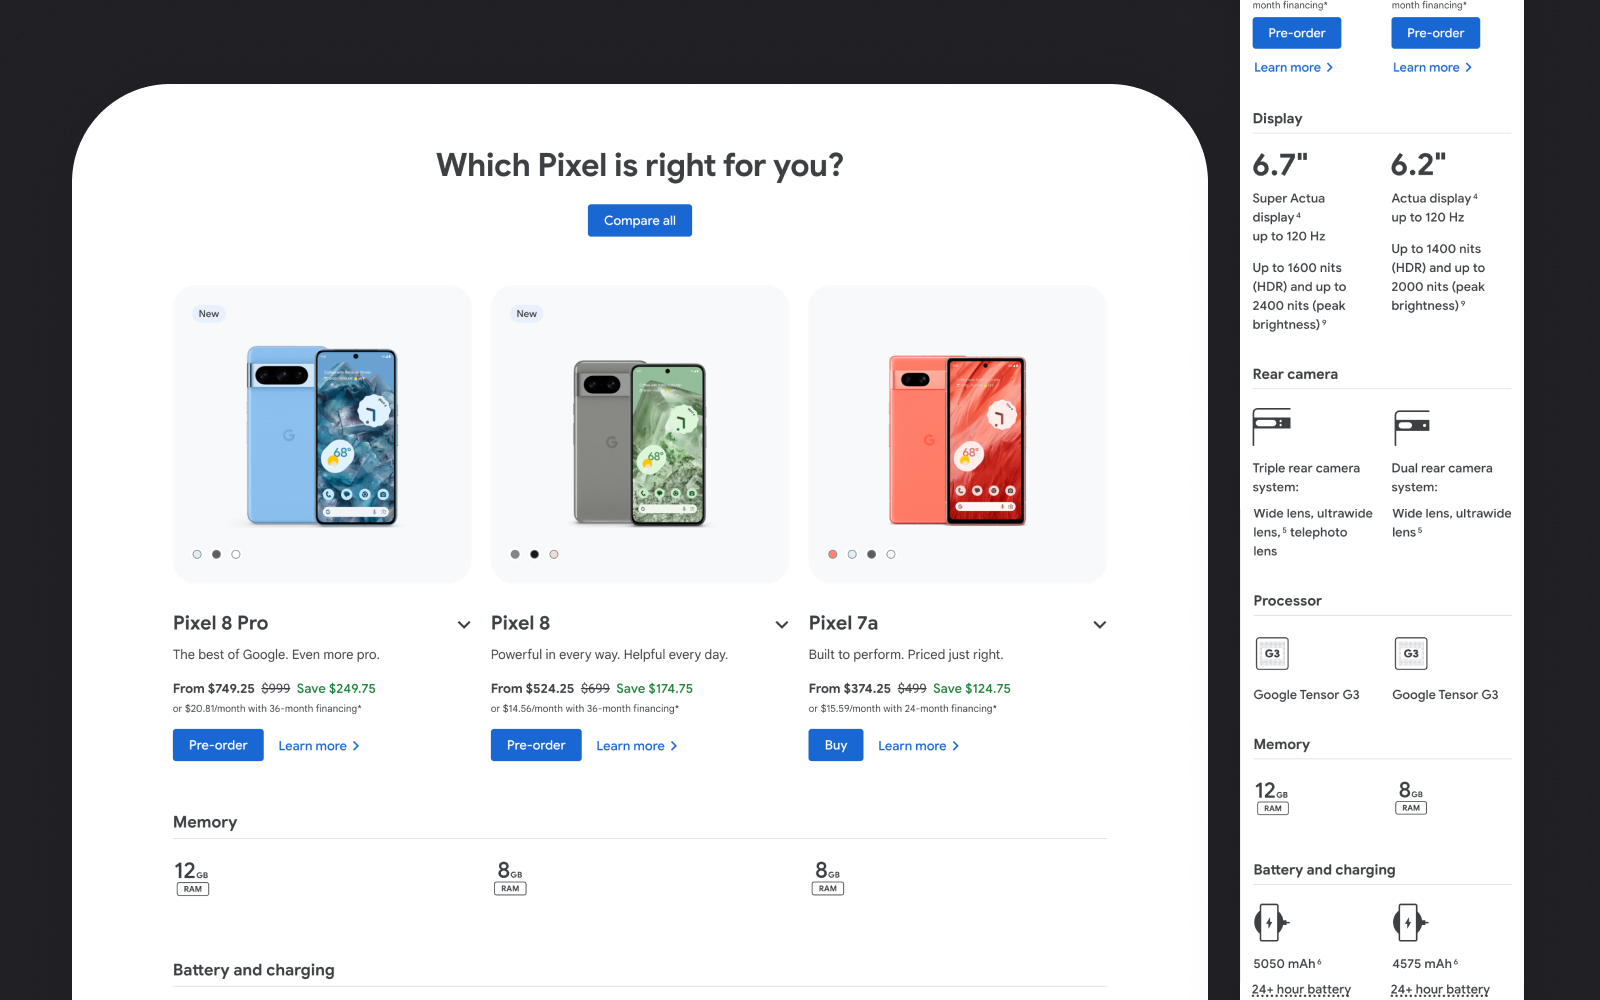 Which Pixel is right for you?
Compare all
New
New
68°
68°
68°
Pixel 8 Pro
The best of Google. Even more pro.
From $749.25 $999 Save $249.75
or $20.81/month with 36-month financing*
Pre-order Learn more
Pixel 8
Powerful in every way. Helpful every day.
From $524.25 $699 Save $174.75
or $14.56/month with 36-month financing*
Pre-order Learn more
Pixel 7a
Built to perform. Priced just right.
From $374.25 $499 Save $124.75
or $15.59/month with 24-month financing*
Buy Learn more
Memory
12GB
RAM
8GB
RAM
8GB
RAM
Battery and charging
month financing*
Pre-order
Learn more
month financing*
Pre-order
Learn more
Display
6.7"
Super Actua
display⁴
up to 120 Hz
Up to 1600 nits
(HDR) and up to
2400 nits (peak
brightness)⁹
6.2"
Actua display⁴
up to 120 Hz
Up to 1400 nits
(HDR) and up to
2000 nits (peak
brightness)⁹
Rear camera
Triple rear camera
system:
Wide lens, ultrawide
lens,⁵ telephoto
lens
Dual rear camera
system:
Wide lens, ultrawide
lens⁵
Processor
G3
Google Tensor G3
G3
Google Tensor G3
Memory
12GB
RAM
8GB
RAM
Battery and charging
5050 mAh⁶
24+ hour battery
4575 mAh⁶
24+ hour battery